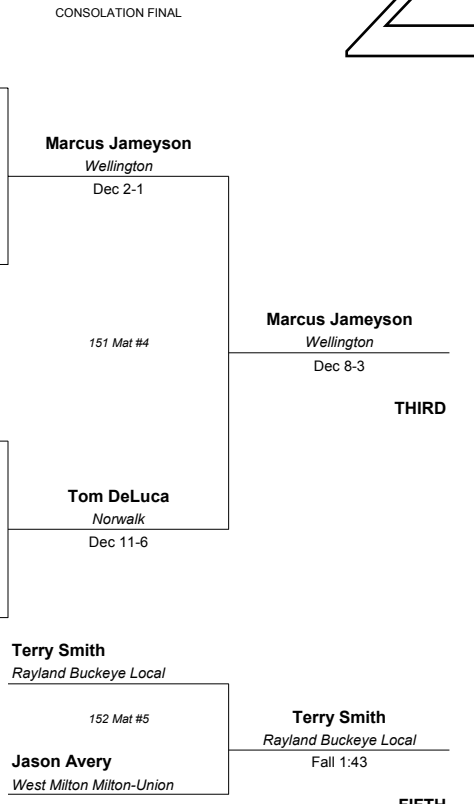 CONSOLATION FINAL
Marcus Jameyson
Wellington
Dec 2-1
151 Mat #4
Marcus Jameyson
Wellington
Dec 8-3
THIRD
Tom DeLuca
Norwalk
Dec 11-6
Terry Smith
Rayland Buckeye Local
152 Mat #5
Jason Avery
West Milton Milton-Union
Terry Smith
Rayland Buckeye Local
Fall 1:43
FIFTH